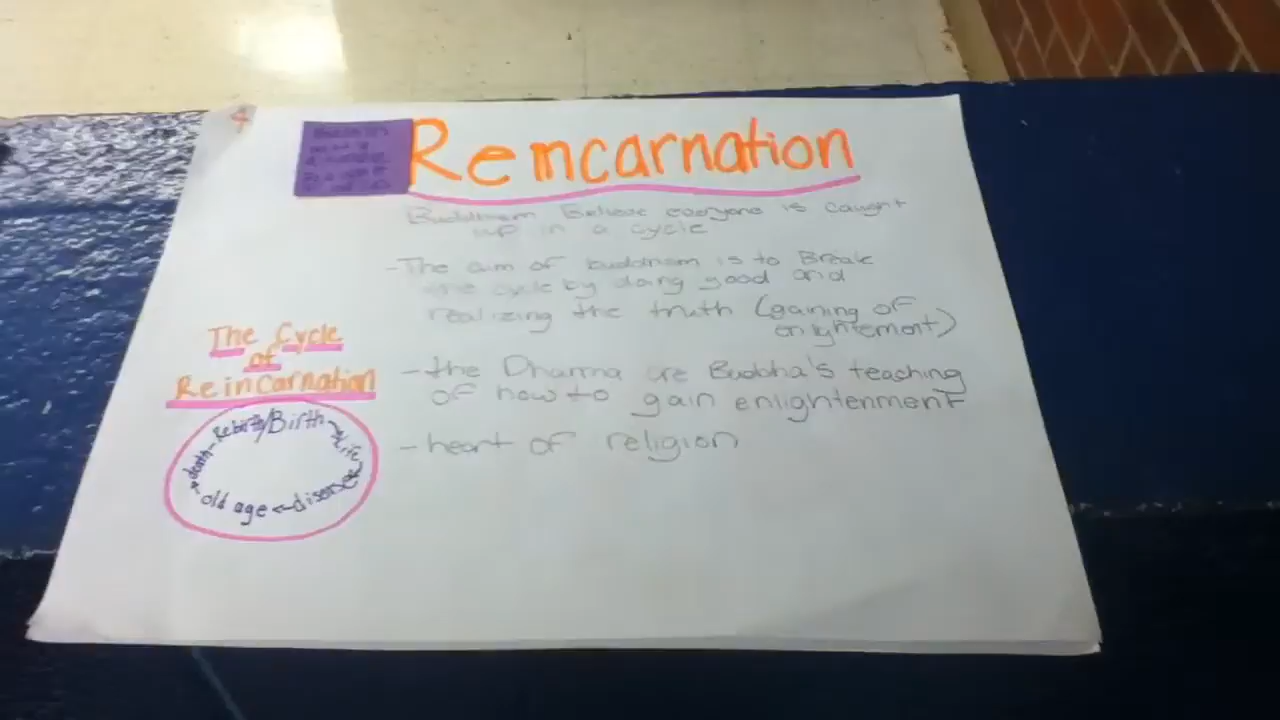 4
Reincarnation
Buddhism Believe everyone is caught
up in a cycle
- The aim of buddhism is to Break
the cycle by doing good and
realizing the truth (gaining of
enlightement)
- the Dharma are Buddha's teaching
of how to gain enlightenment
- heart of religion
The Cycle
of
Reincarnation
Rebirth/Birth → Life
disease
← old age
death